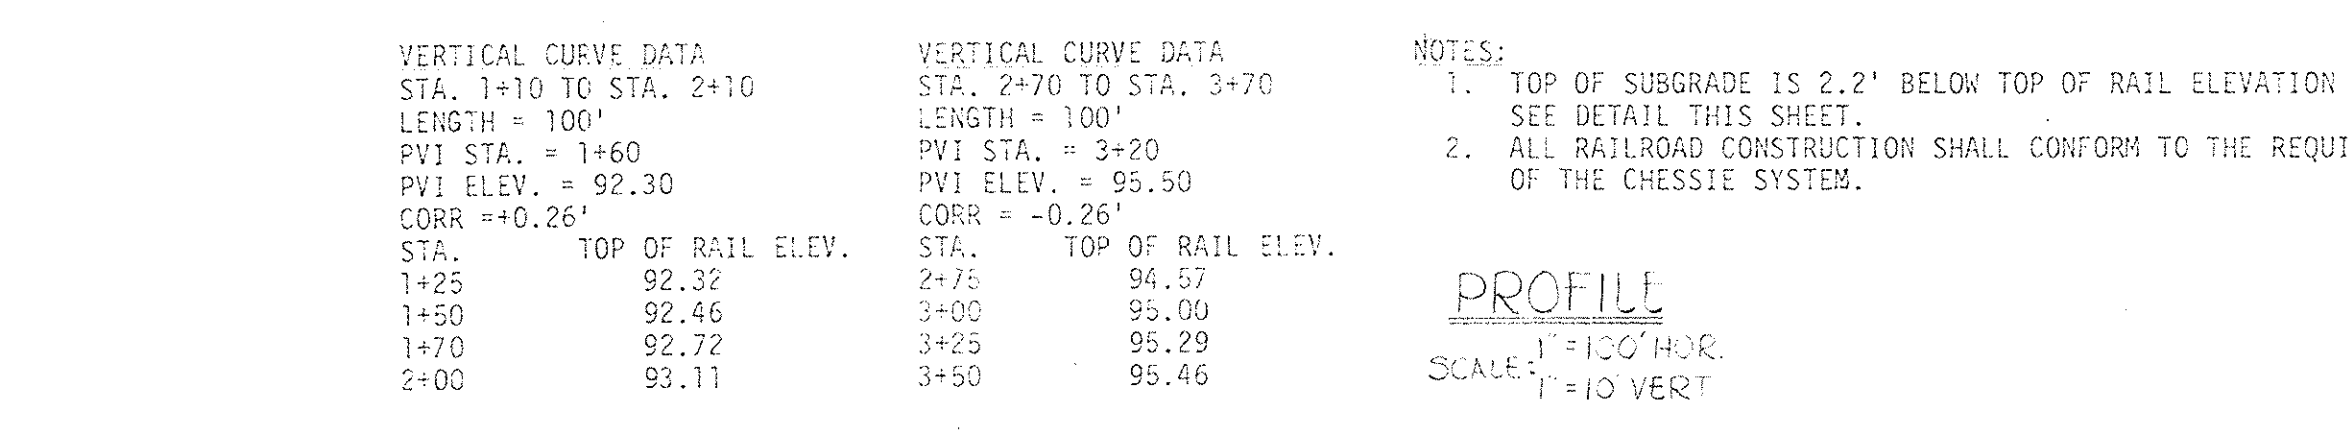 VERTICAL CURVE DATA
STA. 1+10 TO STA. 2+10
LENGTH = 100'
PVI STA. = 1+60
PVI ELEV. = 92.30
CORR =+0.26'
STA. TOP OF RAIL ELEV.
1+25 92.32
1+50 92.46
1+70 92.72
2+00 93.11
VERTICAL CURVE DATA
STA. 2+70 TO STA. 3+70
LENGTH = 100'
PVI STA. = 3+20
PVI ELEV. = 95.50
CORR = -0.26'
STA. TOP OF RAIL ELEV.
2+75 94.57
3+00 95.00
3+25 95.29
3+50 95.46
NOTES:
1. TOP OF SUBGRADE IS 2.2' BELOW TOP OF RAIL ELEVATION
SEE DETAIL THIS SHEET.
2. ALL RAILROAD CONSTRUCTION SHALL CONFORM TO THE REQUI
OF THE CHESSIE SYSTEM.
PROFILE
SCALE: 1"=100' HOR.
1"=10' VERT